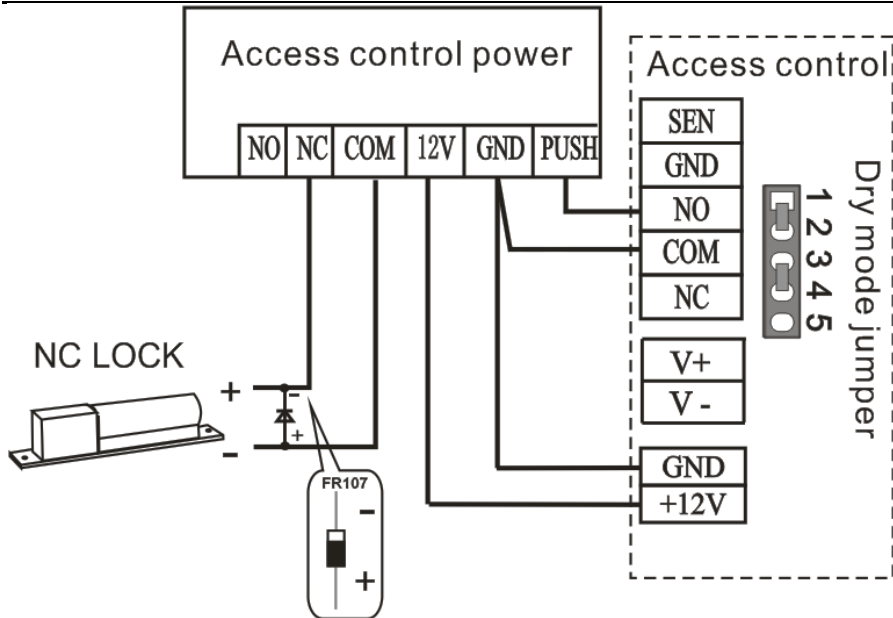 Access control power
NO NC COM 12V GND PUSH
Access control
SEN
GND
NO
COM
NC
V+
V -
GND
+12V
1 2 3 4 5
Dry mode jumper
NC LOCK
+
-
-
+
FR107
-
+